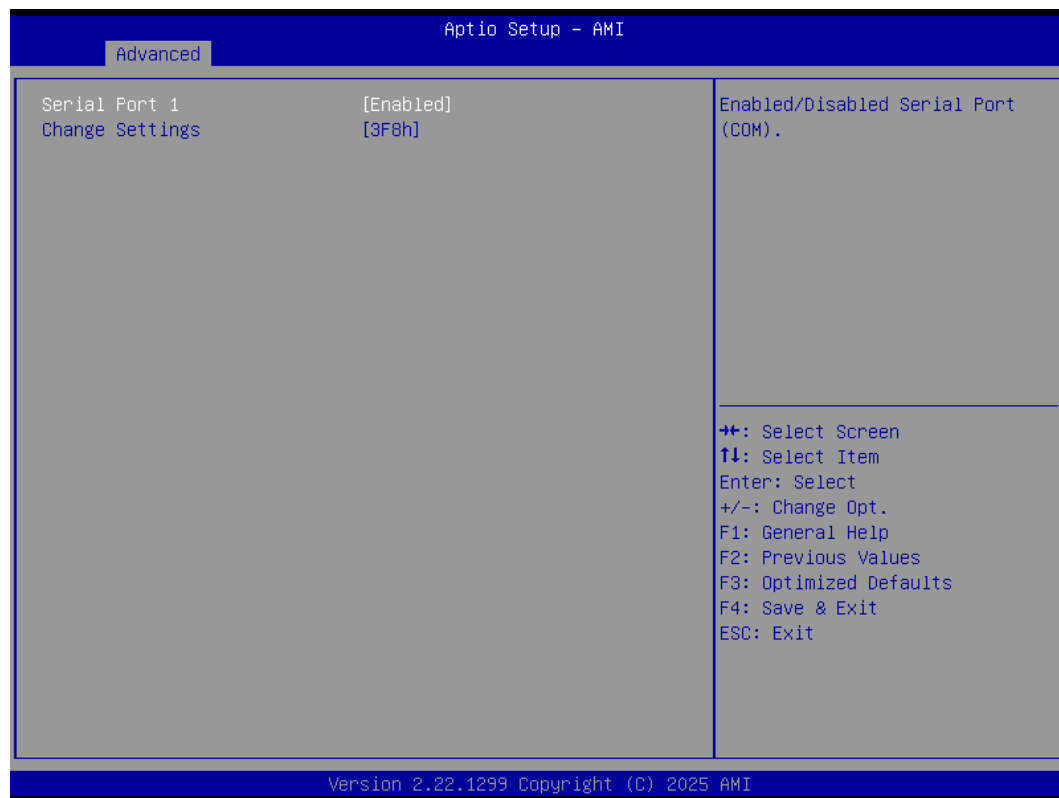 Aptio Setup – AMI
Advanced
Serial Port 1 [Enabled]
Change Settings [3F8h]
Enabled/Disabled Serial Port
(COM).
→←: Select Screen
↑↓: Select Item
Enter: Select
+/-: Change Opt.
F1: General Help
F2: Previous Values
F3: Optimized Defaults
F4: Save & Exit
ESC: Exit
Version 2.22.1299 Copyright (C) 2025 AMI